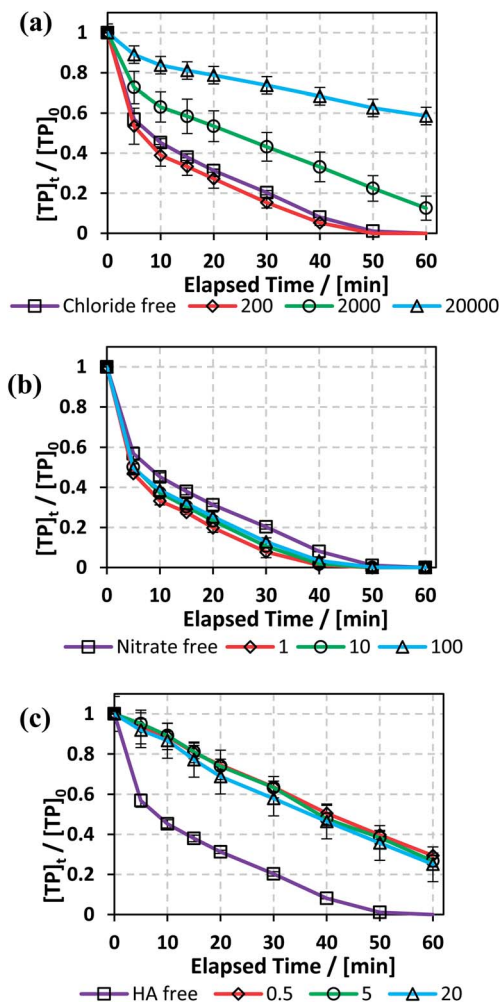 (a)
[TP]t / [TP]0
1
0.8
0.6
0.4
0.2
0
0 10 20 30 40 50 60
Elapsed Time / [min]
Chloride free 200 2000 20000
(b)
[TP]t / [TP]0
1
0.8
0.6
0.4
0.2
0
0 10 20 30 40 50 60
Elapsed Time / [min]
Nitrate free 1 10 100
(c)
[TP]t / [TP]0
1
0.8
0.6
0.4
0.2
0
0 10 20 30 40 50 60
Elapsed Time / [min]
HA free 0.5 5 20